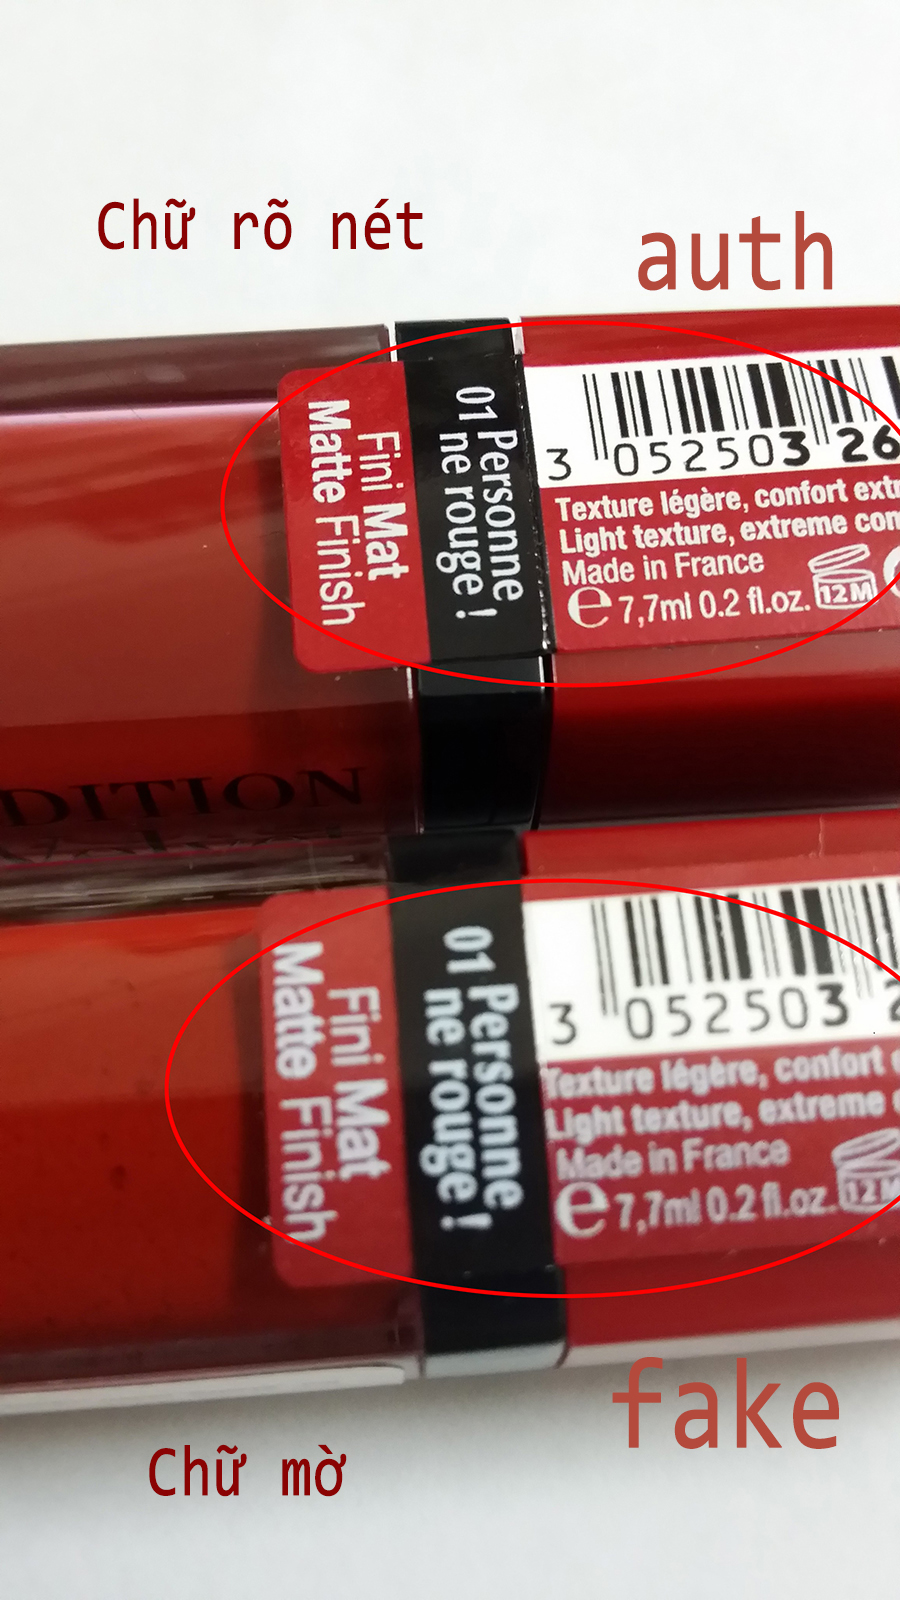 Chữ rõ nét
auth
Fini Mat
Matte Finish
01 Personne
ne rouge !
3 052503 26
Texture légère, confort extr
Light texture, extreme com
Made in France
e 7,7ml 0.2 fl.oz. 12M
DITION
Fini Mat
Matte Finish
01 Personne
ne rouge !
3 052503 2
Texture légère, confort e
Light texture, extreme
Made in France
e 7,7ml 0.2 fl.oz. 12M
fake
Chữ mờ